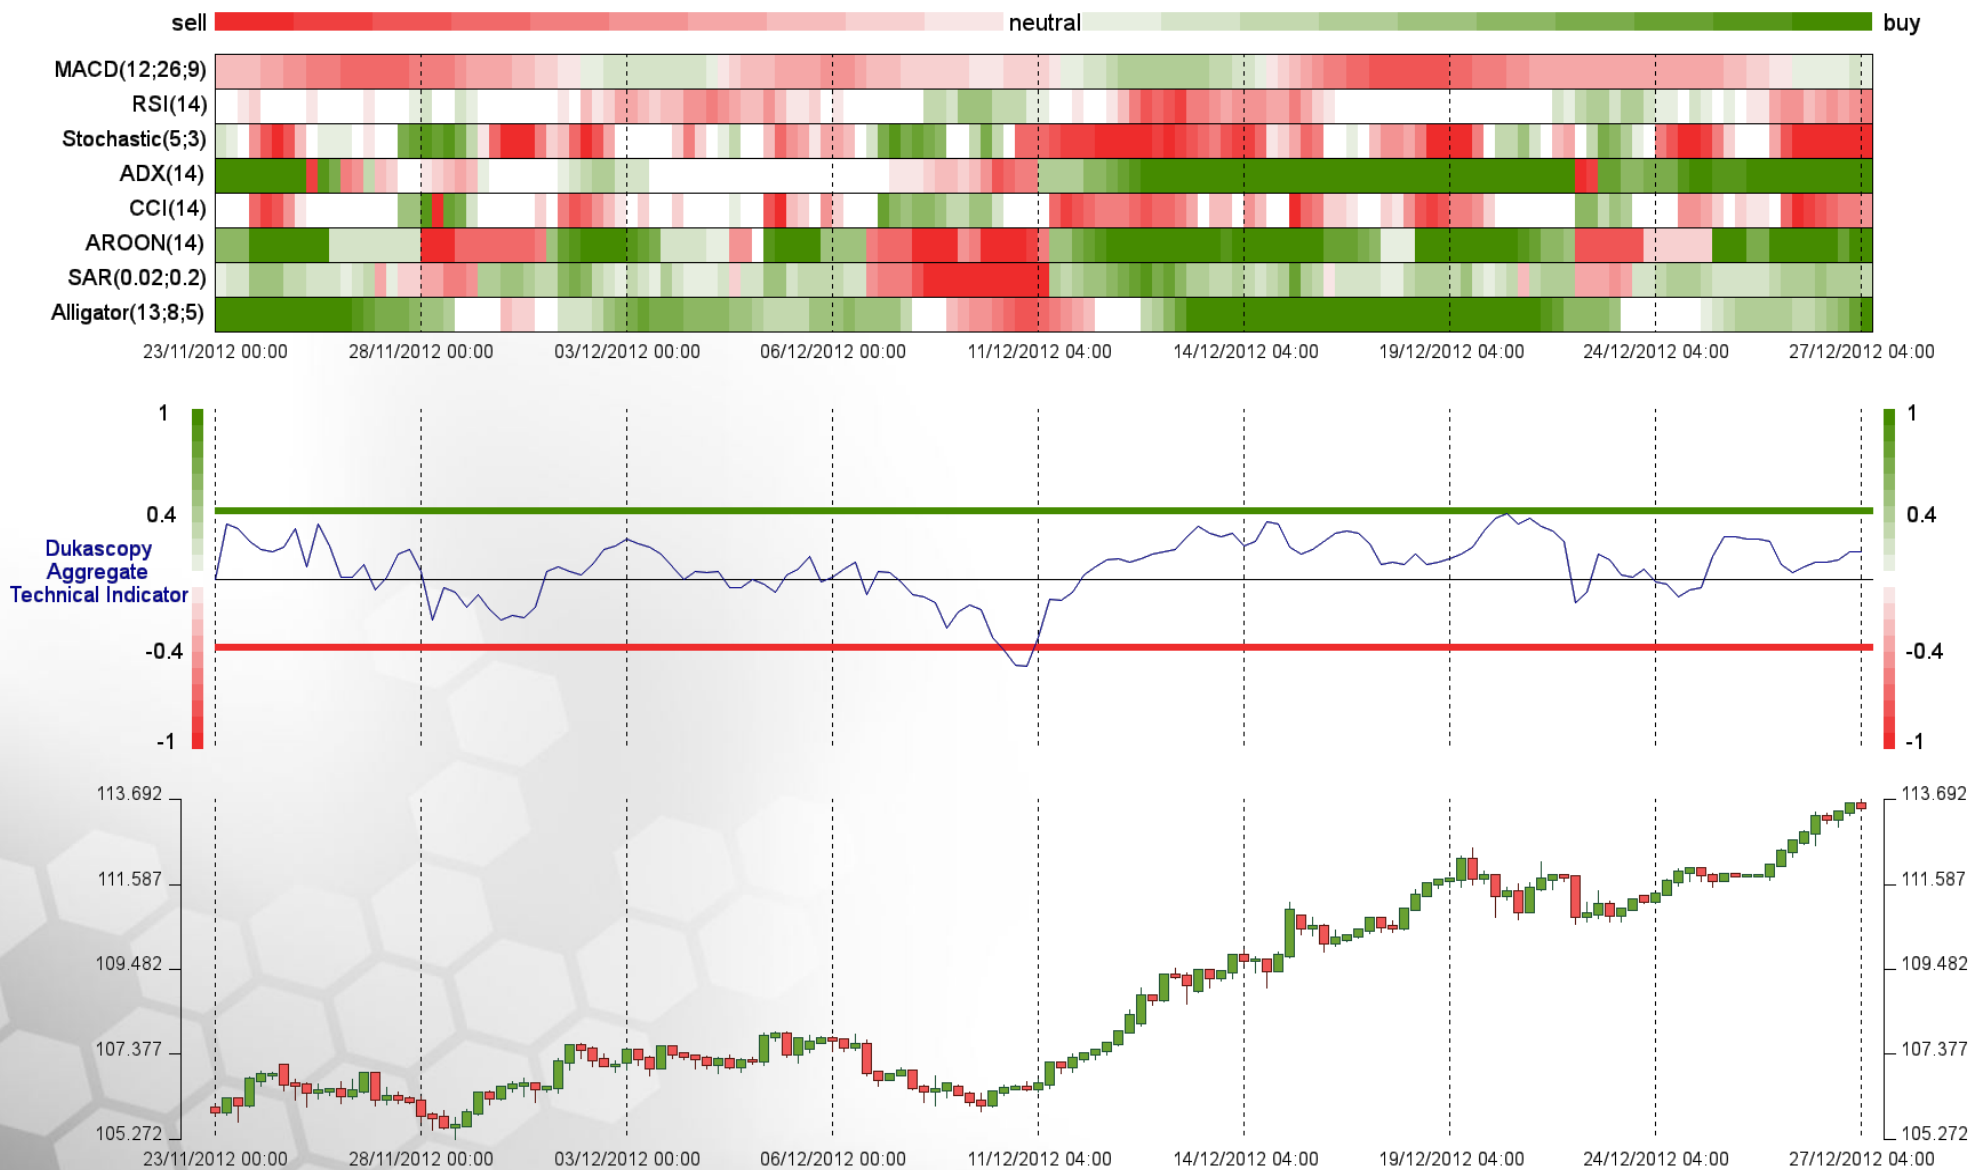 sell neutral buy
MACD(12;26;9)
RSI(14)
Stochastic(5;3)
ADX(14)
CCI(14)
AROON(14)
SAR(0.02;0.2)
Alligator(13;8;5)
23/11/2012 00:00 28/11/2012 00:00 03/12/2012 00:00 06/12/2012 00:00 11/12/2012 04:00 14/12/2012 04:00 19/12/2012 04:00 24/12/2012 04:00 27/12/2012 04:00
1 1
0.4 0.4
Dukascopy
Aggregate
Technical Indicator
-0.4 -0.4
-1 -1
113.692 113.692
111.587 111.587
109.482 109.482
107.377 107.377
105.272 105.272
23/11/2012 00:00 28/11/2012 00:00 03/12/2012 00:00 06/12/2012 00:00 11/12/2012 04:00 14/12/2012 04:00 19/12/2012 04:00 24/12/2012 04:00 27/12/2012 04:00